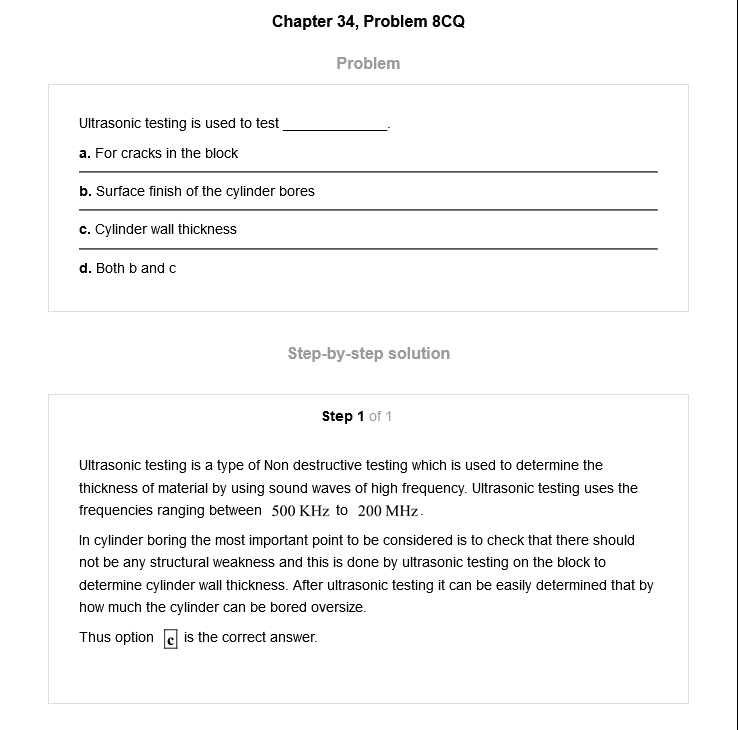 Chapter 34, Problem 8CQ
Problem
Ultrasonic testing is used to test ______________.
a. For cracks in the block
b. Surface finish of the cylinder bores
c. Cylinder wall thickness
d. Both b and c
Step-by-step solution
Step 1 of 1
Ultrasonic testing is a type of Non destructive testing which is used to determine the
thickness of material by using sound waves of high frequency. Ultrasonic testing uses the
frequencies ranging between 500 KHz to 200 MHz.
In cylinder boring the most important point to be considered is to check that there should
not be any structural weakness and this is done by ultrasonic testing on the block to
determine cylinder wall thickness. After ultrasonic testing it can be easily determined that by
how much the cylinder can be bored oversize.
Thus option c is the correct answer.